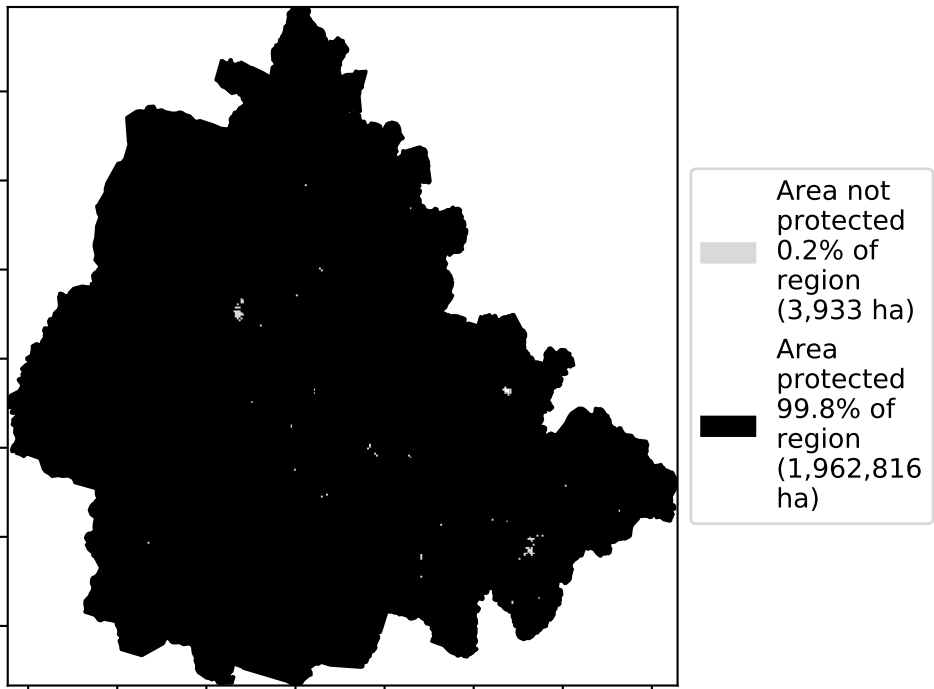 Area not
protected
0.2% of
region
(3,933 ha)
Area
protected
99.8% of
region
(1,962,816
ha)